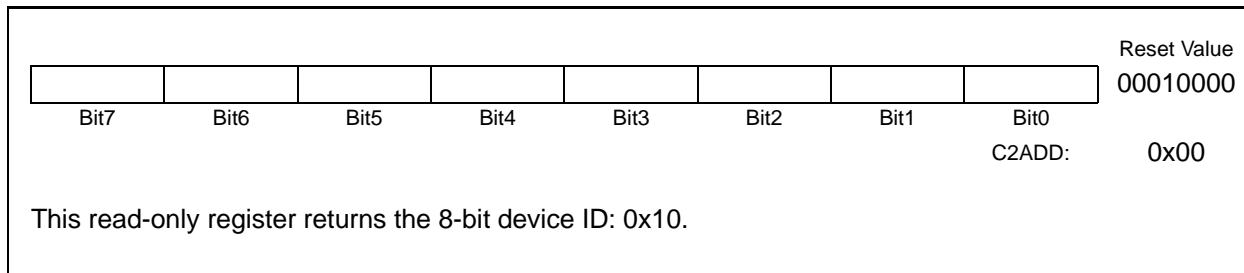 Reset Value
00010000
Bit7 Bit6 Bit5 Bit4 Bit3 Bit2 Bit1 Bit0
C2ADD: 0x00
This read-only register returns the 8-bit device ID: 0x10.